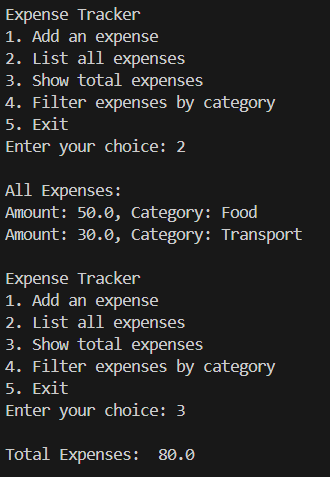 Expense Tracker
1. Add an expense
2. List all expenses
3. Show total expenses
4. Filter expenses by category
5. Exit
Enter your choice: 2
All Expenses:
Amount: 50.0, Category: Food
Amount: 30.0, Category: Transport
Expense Tracker
1. Add an expense
2. List all expenses
3. Show total expenses
4. Filter expenses by category
5. Exit
Enter your choice: 3
Total Expenses:  80.0